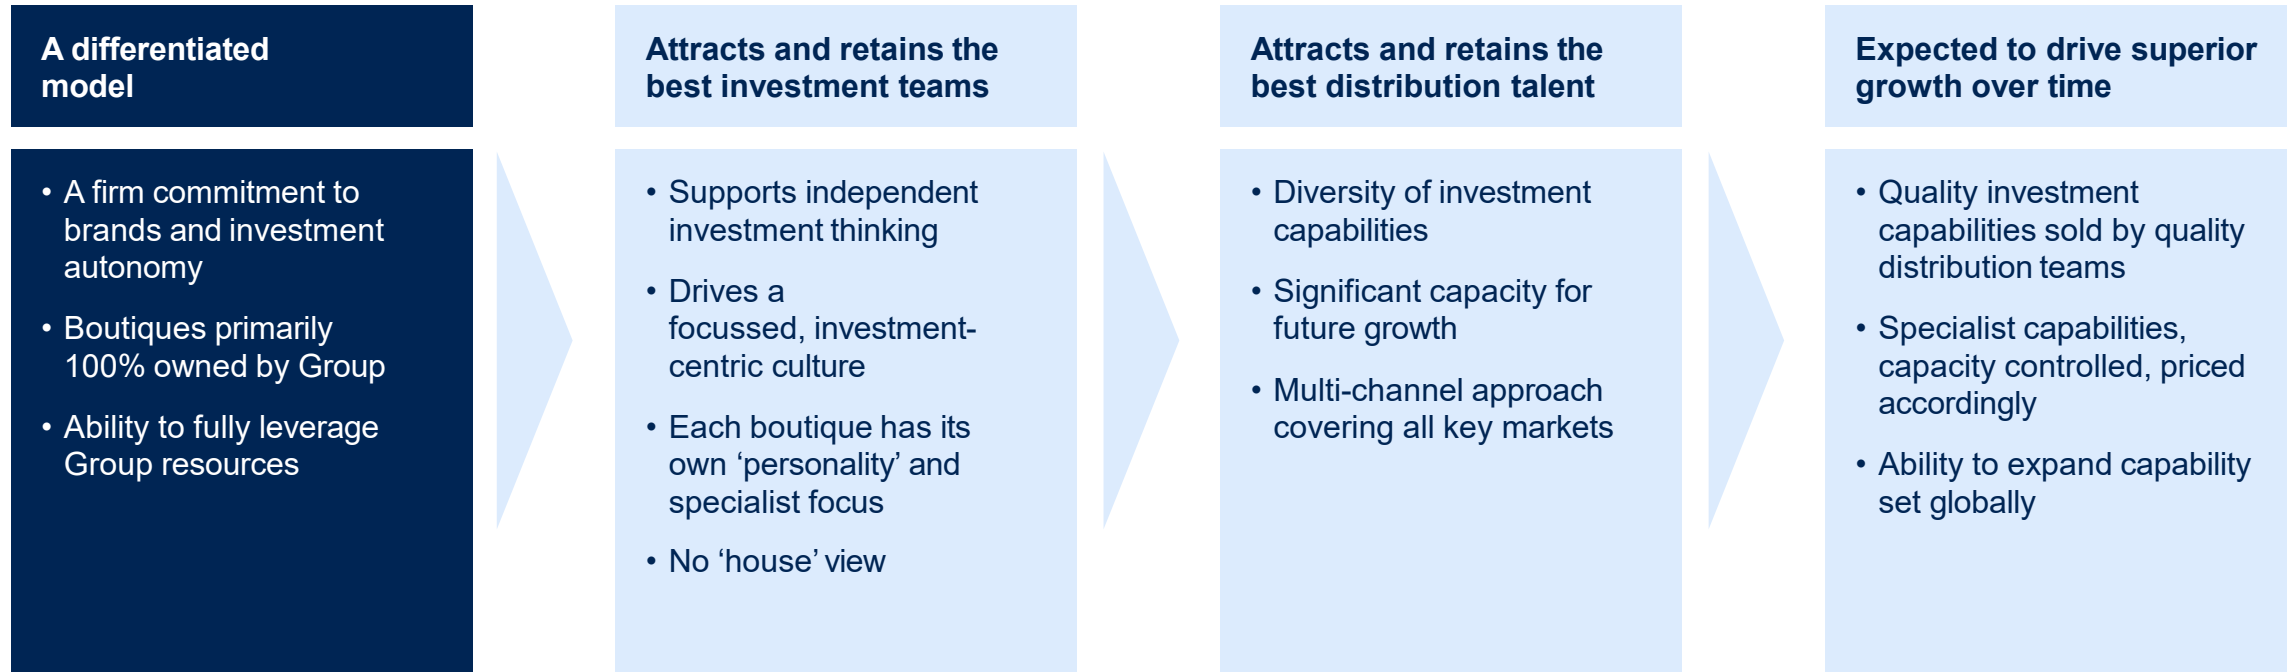 A differentiated
model
• A firm commitment to
brands and investment
autonomy
• Boutiques primarily
100% owned by Group
• Ability to fully leverage
Group resources
Attracts and retains the
best investment teams
• Supports independent
investment thinking
• Drives a
focussed, investment-
centric culture
• Each boutique has its
own ‘personality’ and
specialist focus
• No ‘house’ view
Attracts and retains the
best distribution talent
• Diversity of investment
capabilities
• Significant capacity for
future growth
• Multi-channel approach
covering all key markets
Expected to drive superior
growth over time
• Quality investment
capabilities sold by quality
distribution teams
• Specialist capabilities,
capacity controlled, priced
accordingly
• Ability to expand capability
set globally